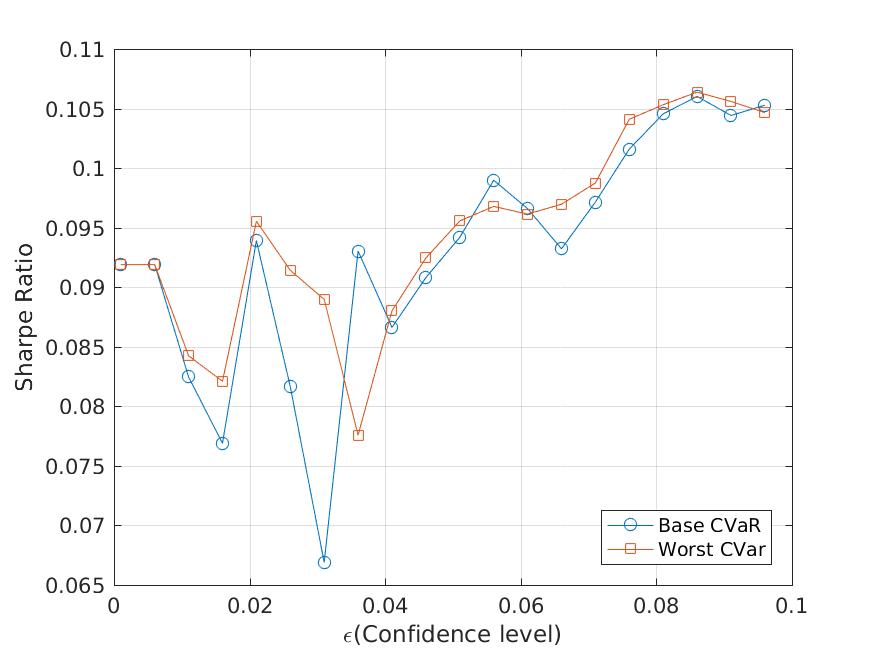 0.11
0.105
0.1
0.095
0.09
0.085
0.08
0.075
0.07
0.065
Sharpe Ratio
Base CVaR
Worst CVar
0 0.02 0.04 0.06 0.08 0.1
ϵ(Confidence level)